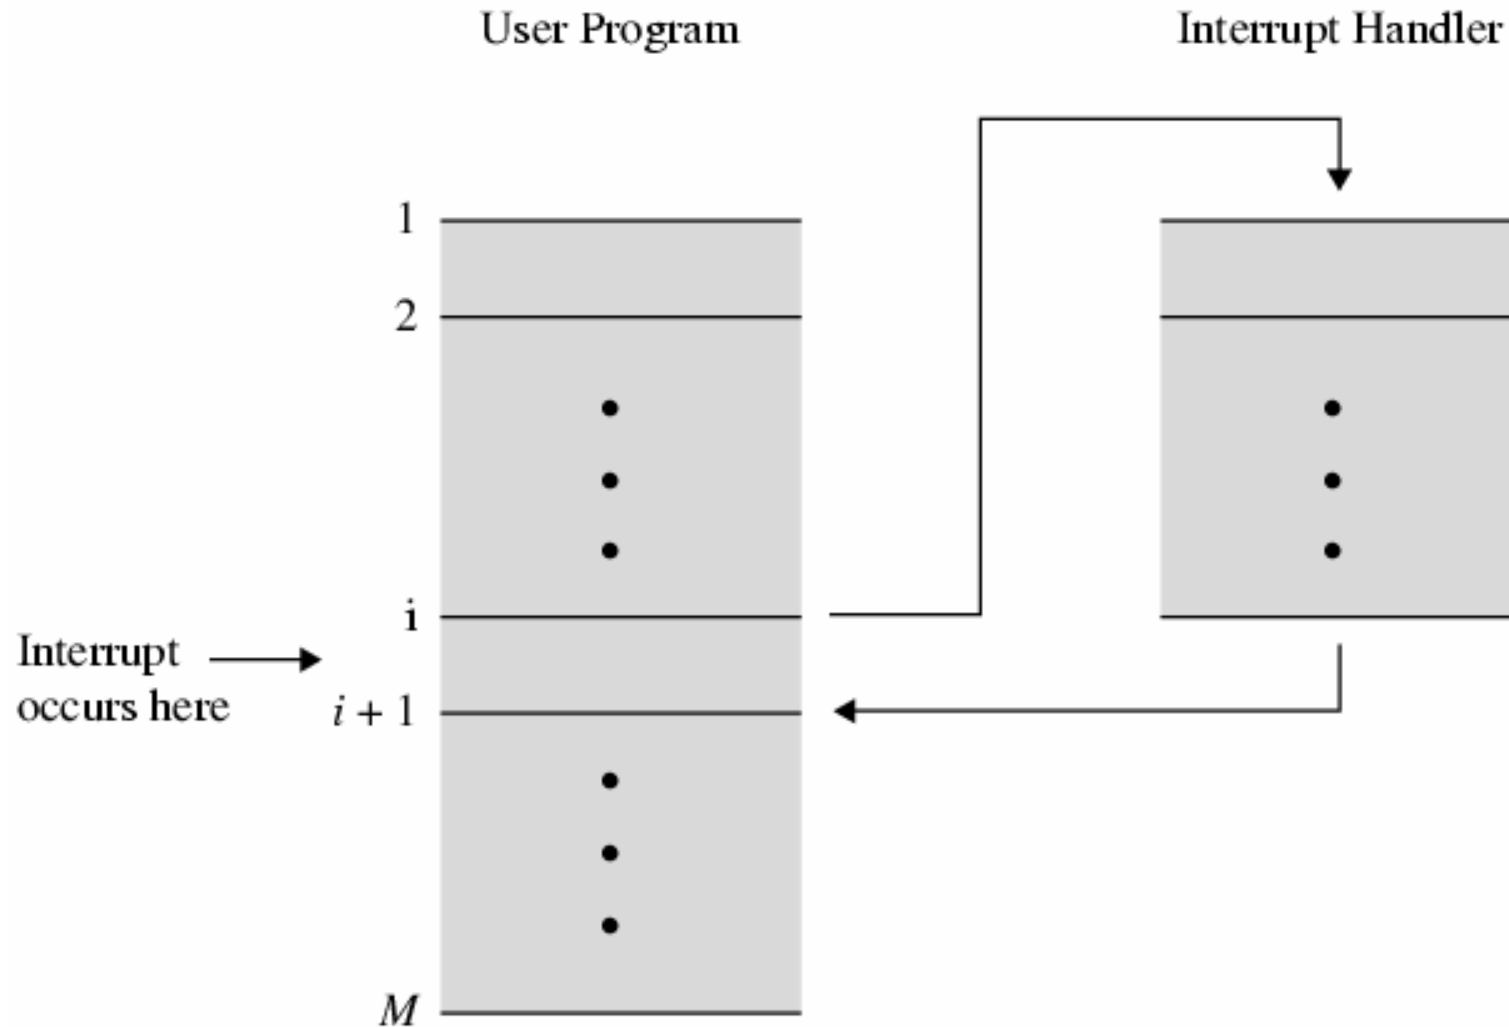 User Program
Interrupt Handler
1
2
i
Interrupt
occurs here
i + 1
M